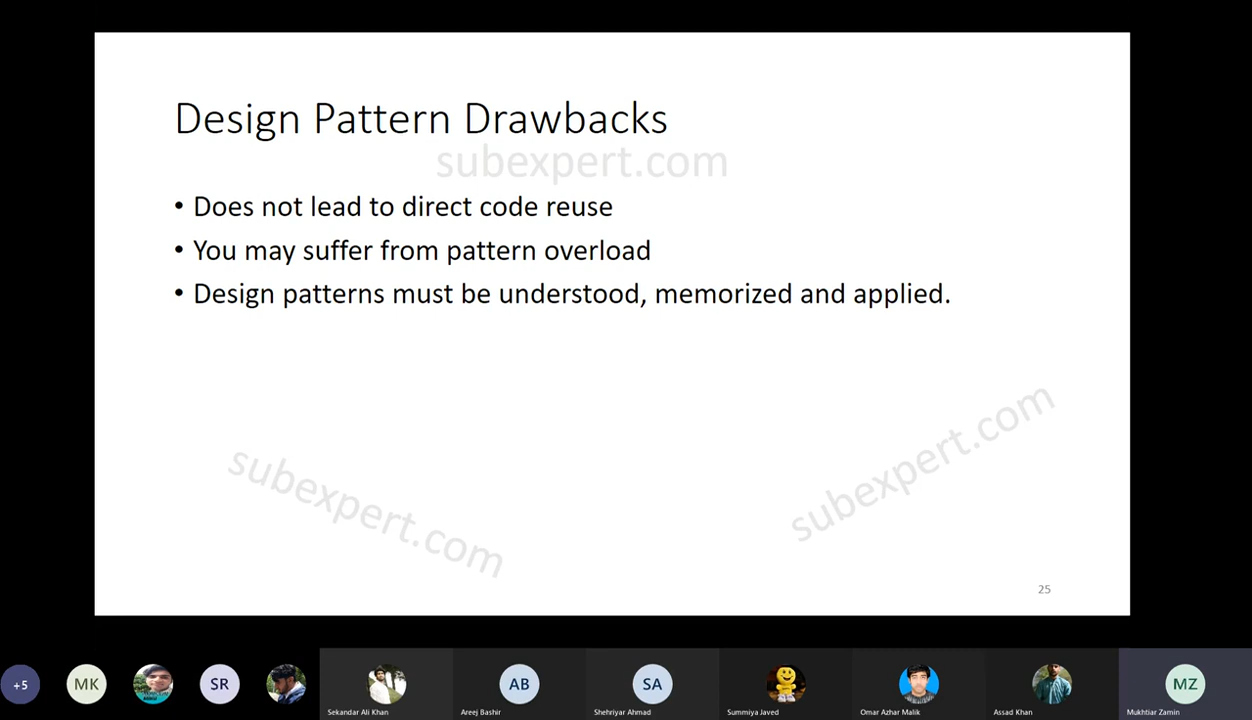 Design Pattern Drawbacks
subexpert.com
• Does not lead to direct code reuse
• You may suffer from pattern overload
• Design patterns must be understood, memorized and applied.
subexpert.com
subexpert.com
25
+5
MK
SR
AB
SA
MZ
Sekandar Ali Khan
Areej Bashir
Shehriyar Ahmad
Summiya Javed
Omar Azhar Malik
Assad Khan
Mukhtiar Zamin